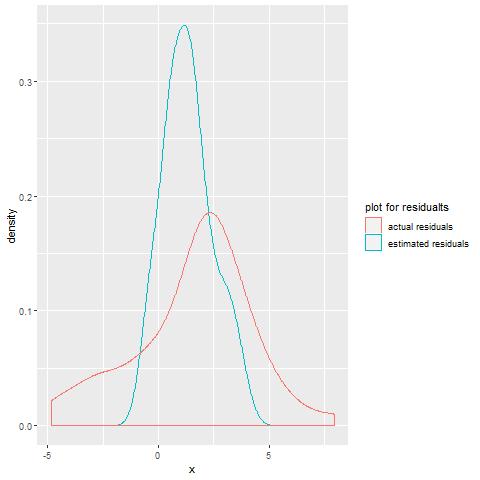 0.3
0.2
0.1
0.0
density
-5
0
5
x
plot for residualts
actual residuals
estimated residuals